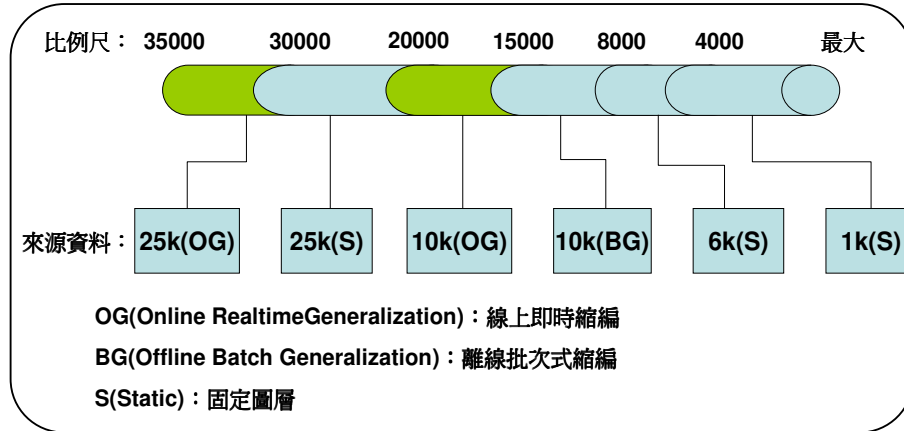 比例尺： 35000 30000 20000 15000 8000 4000 最大
來源資料： 25k(OG) 25k(S) 10k(OG) 10k(BG) 6k(S) 1k(S)
OG(Online RealtimeGeneralization)：線上即時縮編
BG(Offline Batch Generalization)：離線批次式縮編
S(Static)：固定圖層